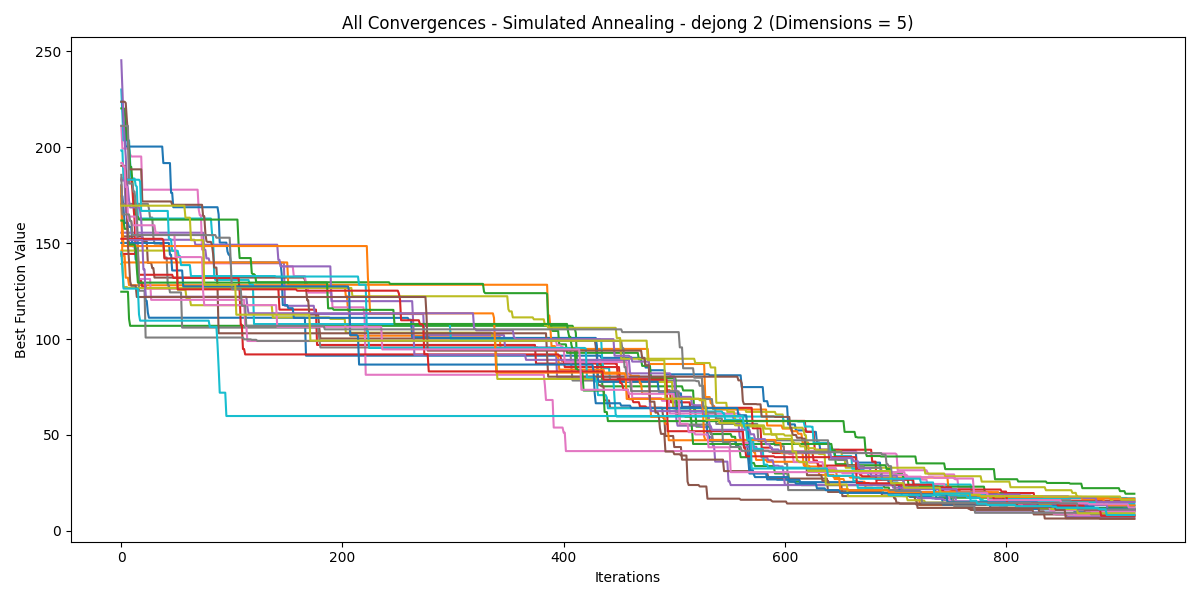 All Convergences - Simulated Annealing - dejong 2 (Dimensions = 5)
250
200
150
100
50
0
Best Function Value
0 200 400 600 800
Iterations